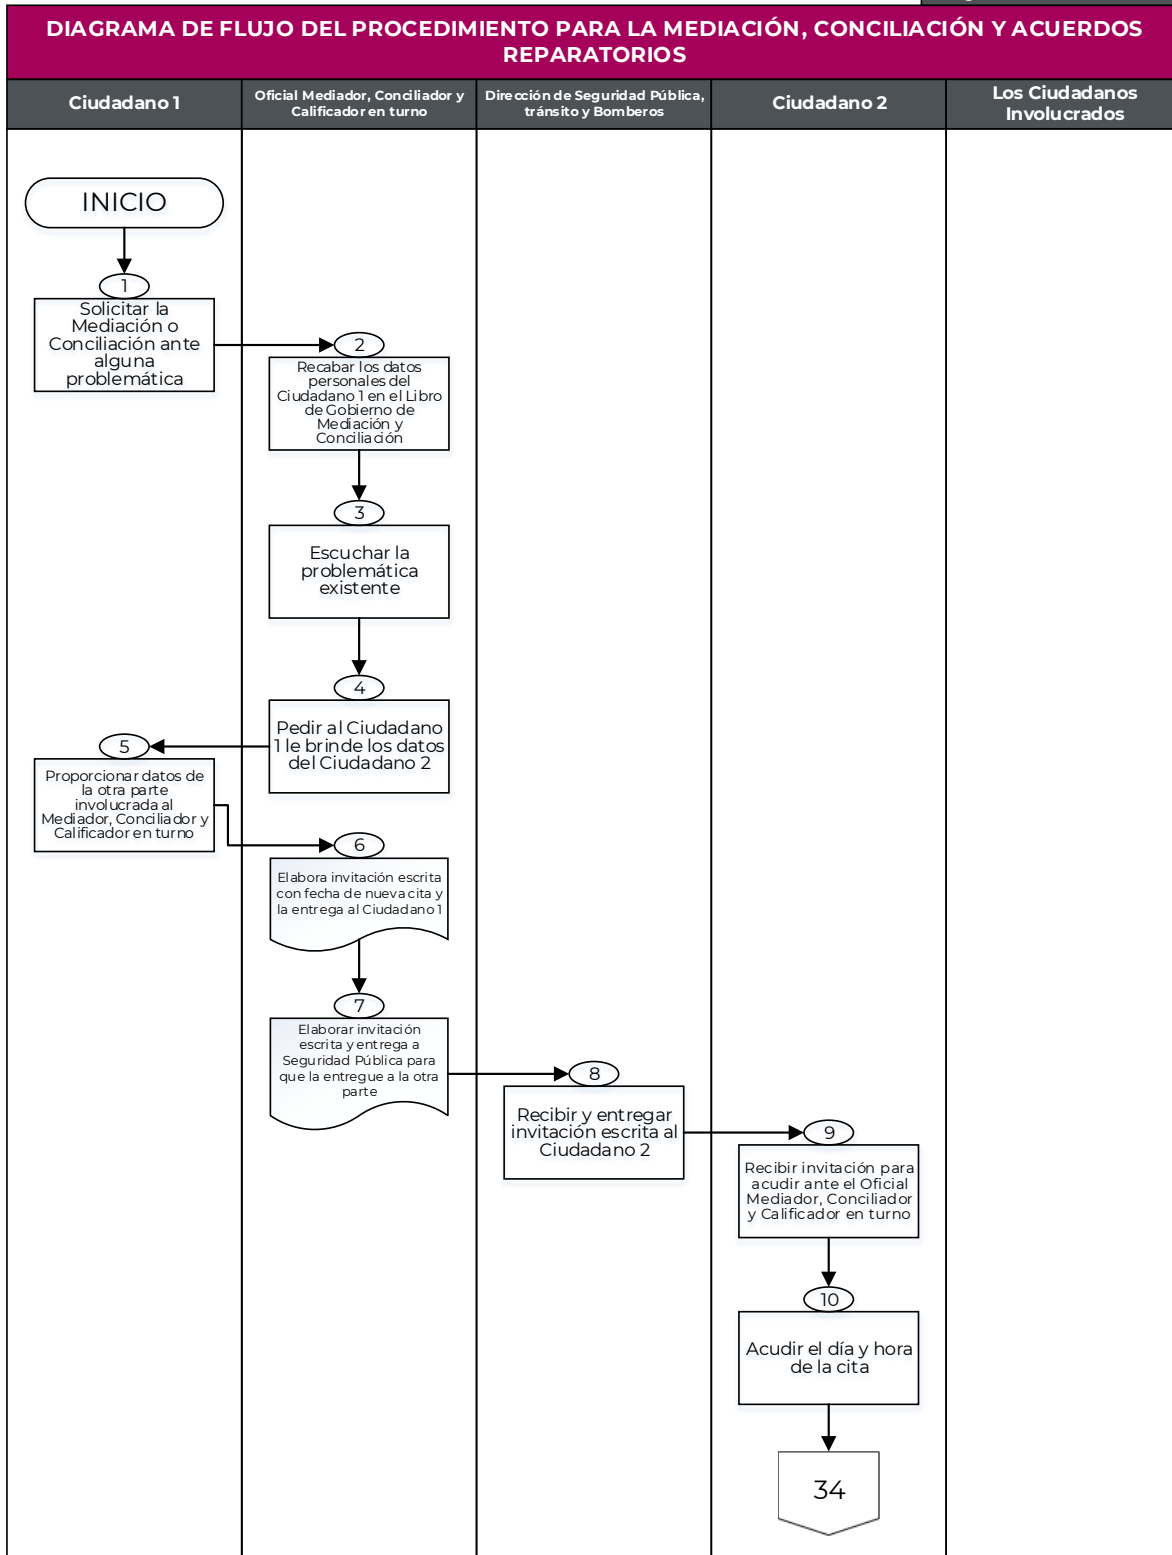 DIAGRAMA DE FLUJO DEL PROCEDIMIENTO PARA LA MEDIACIÓN, CONCILIACIÓN Y ACUERDOS
REPARATORIOS
Ciudadano 1
Oficial Mediador, Conciliador y
Calificador en turno
Dirección de Seguridad Pública,
tránsito y Bomberos
Ciudadano 2
Los Ciudadanos
Involucrados
INICIO
1
Solicitar la
Mediación o
Conciliación ante
alguna
problemática
2
Recabar los datos
personales del
Ciudadano 1 en el Libro
de Gobierno de
Mediación y
Conciliación
3
Escuchar la
problemática
existente
4
Pedir al Ciudadano
1 le brinde los datos
del Ciudadano 2
5
Proporcionar datos de
la otra parte
involucrada al
Mediador, Conciliador y
Calificador en turno
6
Elabora invitación escrita
con fecha de nueva cita y
la entrega al Ciudadano 1
7
Elaborar invitación
escrita y entrega a
Seguridad Pública para
que la entregue a la otra
parte
8
Recibir y entregar
invitación escrita al
Ciudadano 2
9
Recibir invitación para
acudir ante el Oficial
Mediador, Conciliador
y Calificador en turno
10
Acudir el día y hora
de la cita
34